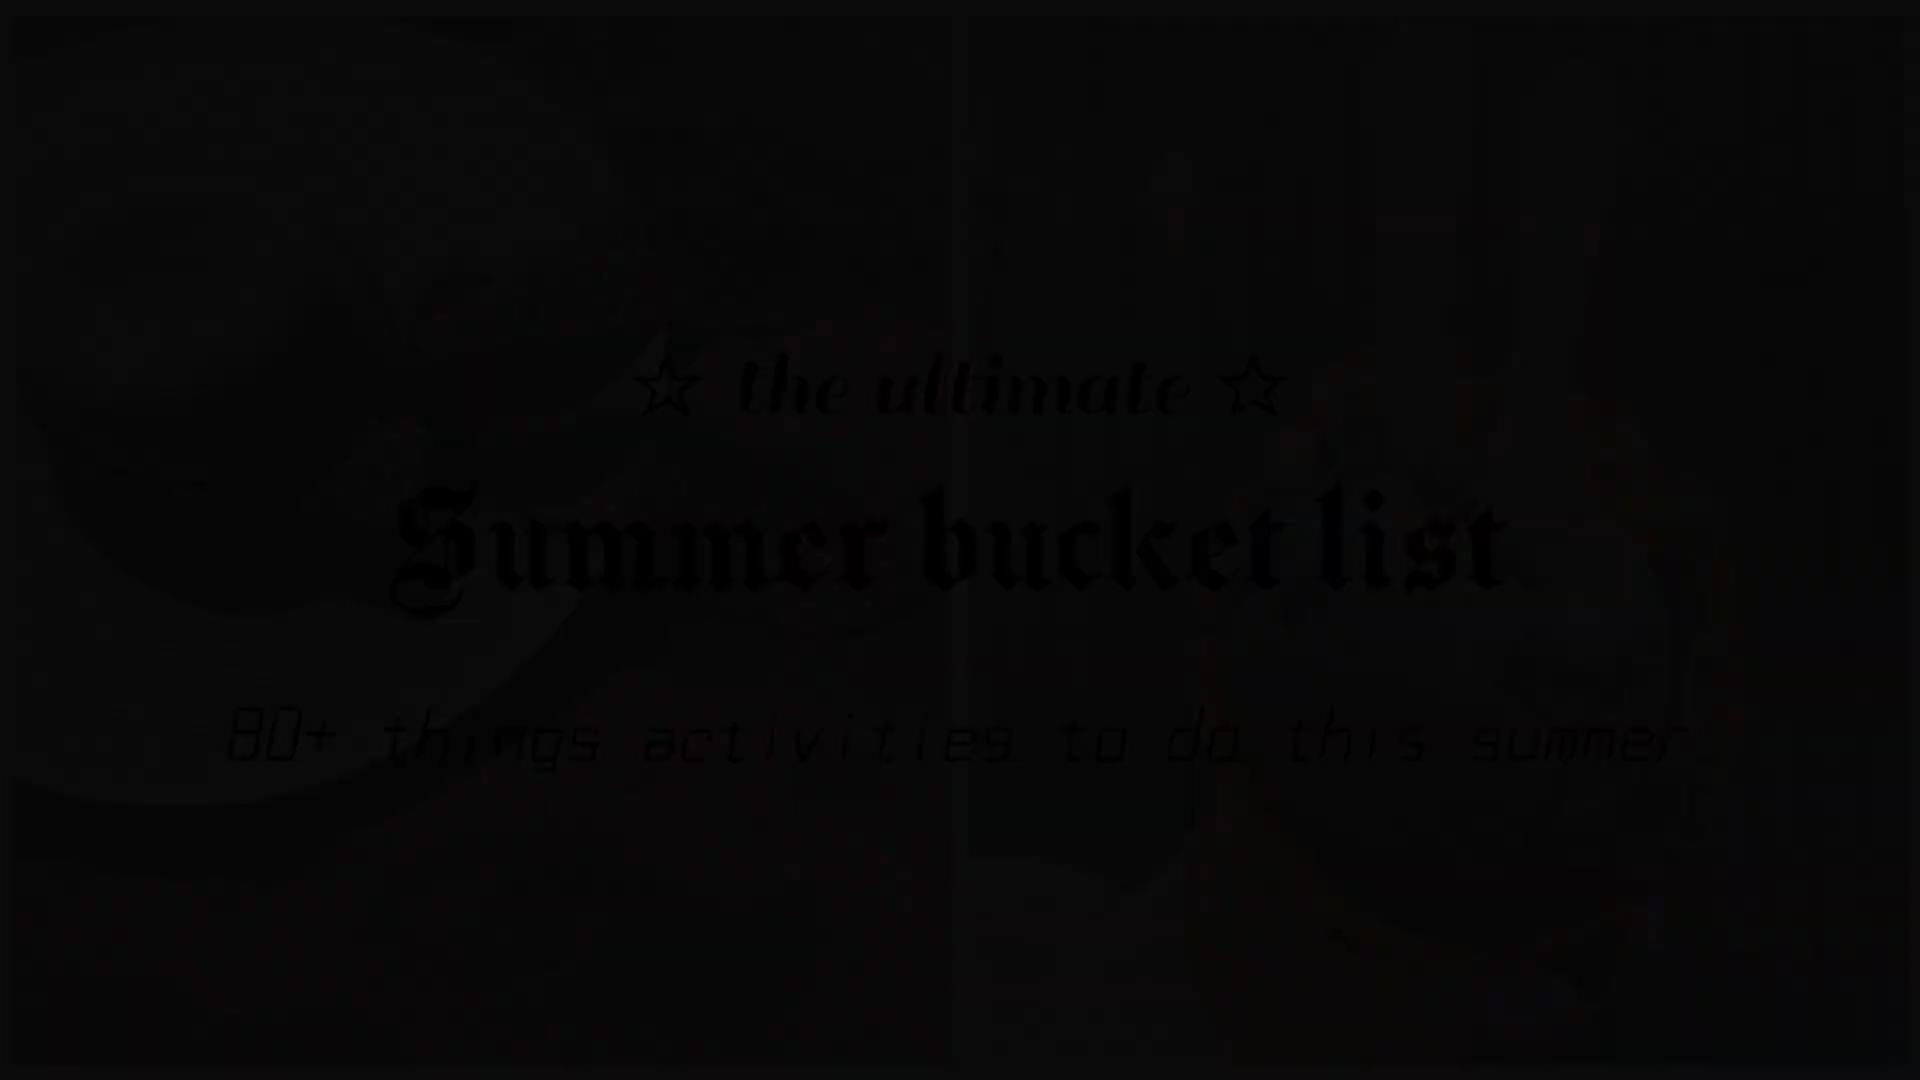 ☆ the ultimate ☆
Summer bucket list
80+ things activities to do this summer